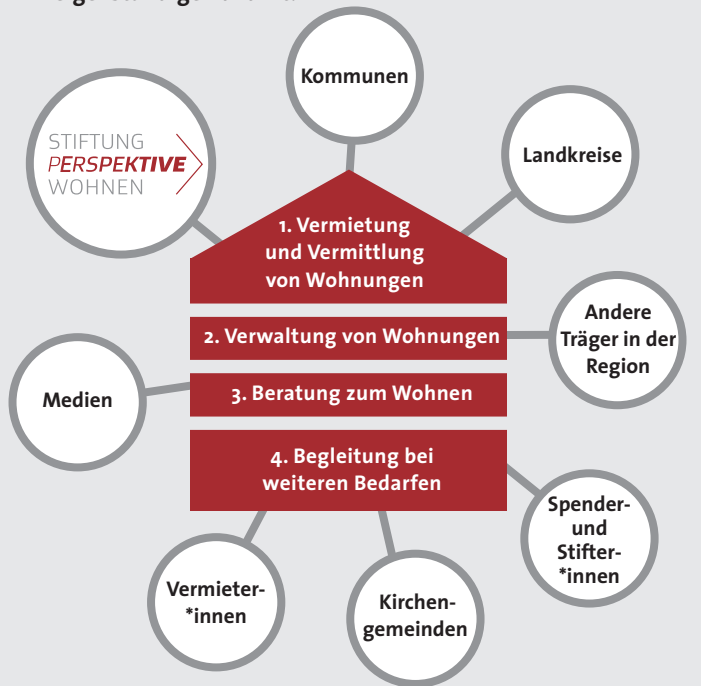 Kommunen
STIFTUNG
PERSPEKTIVE
WOHNEN
Landkreise
1. Vermietung
und Vermittlung
von Wohnungen
2. Verwaltung von Wohnungen
Andere
Träger in der
Region
3. Beratung zum Wohnen
Medien
4. Begleitung bei
weiteren Bedarfen
Spender-
und
Stifter-
*innen
Vermieter-
*innen
Kirchen-
gemeinden